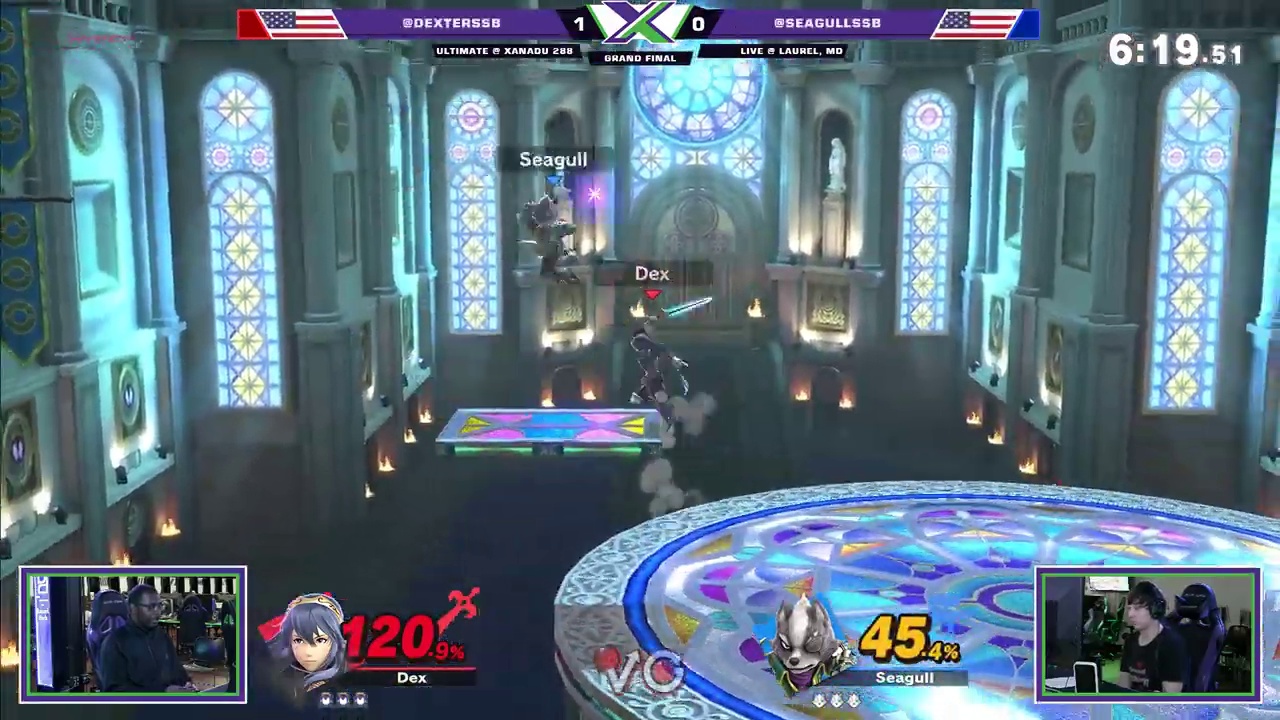 @DEXTERSSB 1 0 @SEAGULLSSB
ULTIMATE @ XANADU 288 LIVE @ LAUREL, MD
GRAND FINAL
6:19.51
Seagull
Dex
120.9%
Dex
45.4%
Seagull
VC